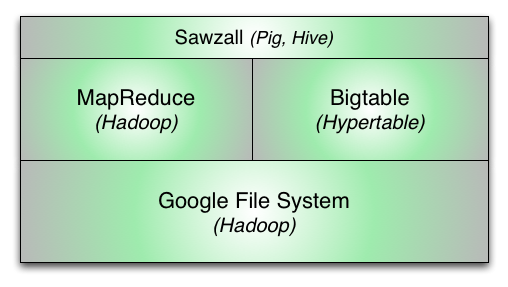 Sawzall (Pig, Hive)
MapReduce
(Hadoop)
Bigtable
(Hypertable)
Google File System
(Hadoop)